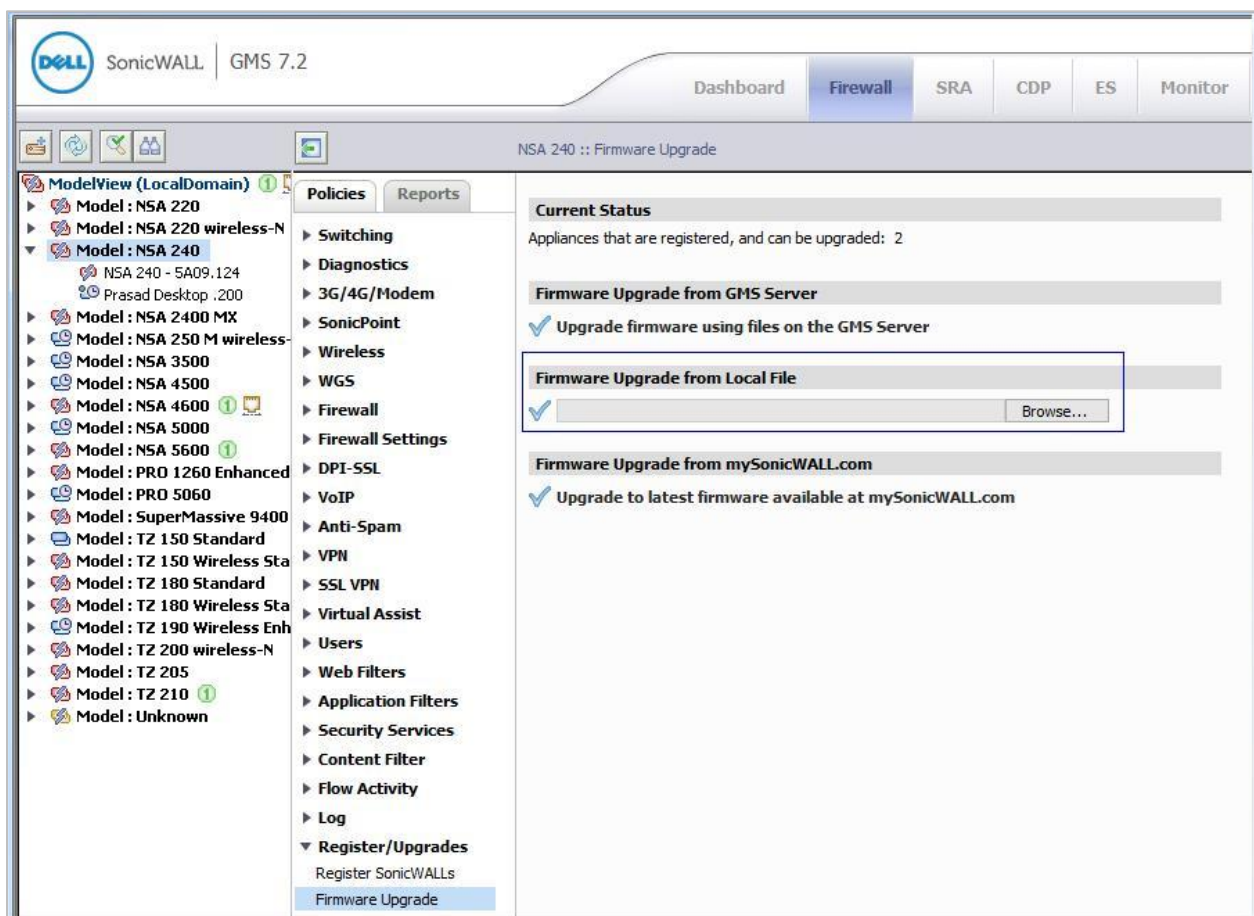 DELL SonicWALL | GMS 7.2
Dashboard Firewall SRA CDP ES Monitor
NSA 240 :: Firmware Upgrade
ModelView (LocalDomain) 1
Model : NSA 220
Model : NSA 220 wireless-N
Model : NSA 240
NSA 240 - 5A09.124
Prasad Desktop .200
Model : NSA 2400 MX
Model : NSA 250 M wireless-
Model : NSA 3500
Model : NSA 4500
Model : NSA 4600 1
Model : NSA 5000
Model : NSA 5600 1
Model : PRO 1260 Enhanced
Model : PRO 5060
Model : SuperMassive 9400
Model : TZ 150 Standard
Model : TZ 150 Wireless Sta
Model : TZ 180 Standard
Model : TZ 180 Wireless Sta
Model : TZ 190 Wireless Enh
Model : TZ 200 wireless-N
Model : TZ 205
Model : TZ 210 1
Model : Unknown
Policies Reports
Switching
Diagnostics
3G/4G/Modem
SonicPoint
Wireless
WGS
Firewall
Firewall Settings
DPI-SSL
VoIP
Anti-Spam
VPN
SSL VPN
Virtual Assist
Users
Web Filters
Application Filters
Security Services
Content Filter
Flow Activity
Log
Register/Upgrades
Register SonicWALLs
Firmware Upgrade
Current Status
Appliances that are registered, and can be upgraded: 2
Firmware Upgrade from GMS Server
Upgrade firmware using files on the GMS Server
Firmware Upgrade from Local File
Browse...
Firmware Upgrade from mySonicWALL.com
Upgrade to latest firmware available at mySonicWALL.com